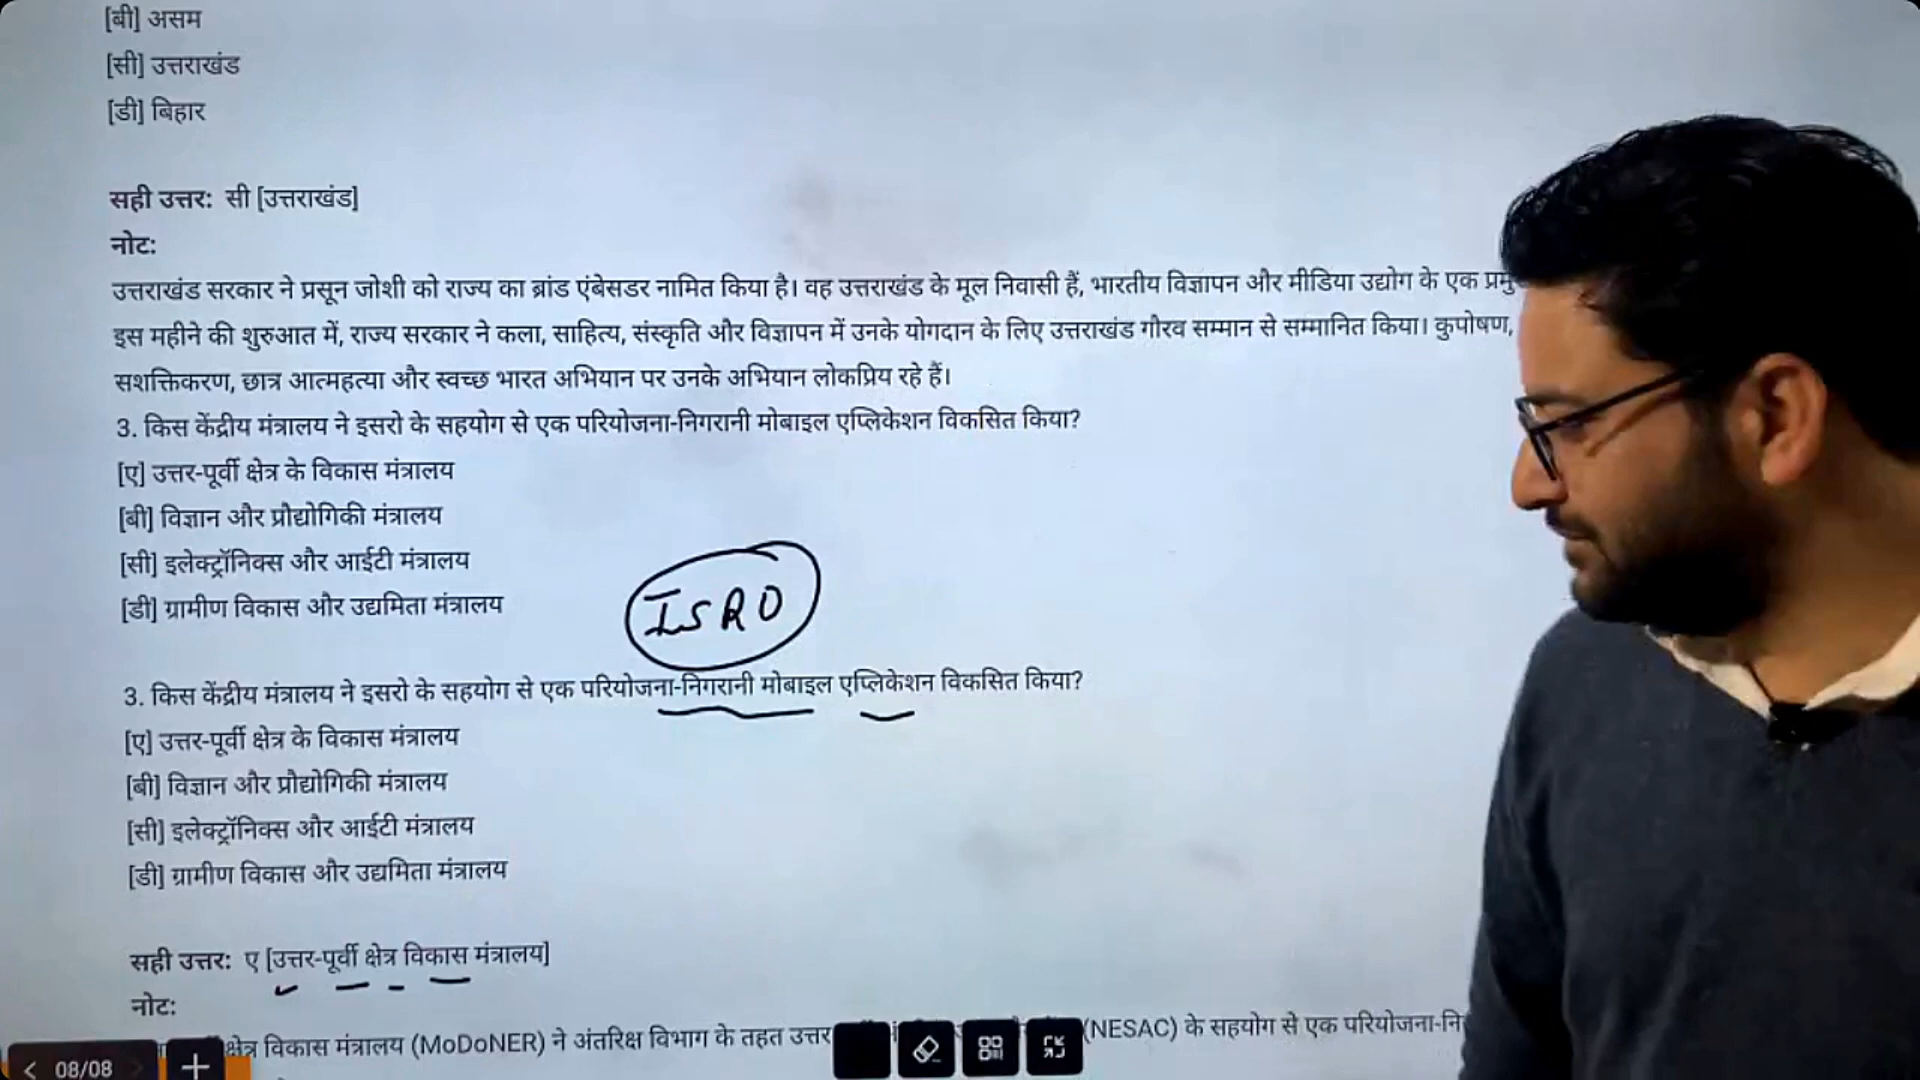 [बी] असम
[सी] उत्तराखंड
[डी] बिहार
सही उत्तर: सी [उत्तराखंड]
नोट:
उत्तराखंड सरकार ने प्रसून जोशी को राज्य का ब्रांड एंबेसडर नामित किया है। वह उत्तराखंड के मूल निवासी हैं, भारतीय विज्ञापन और मीडिया उद्योग के एक
इस महीने की शुरुआत में, राज्य सरकार ने कला, साहित्य, संस्कृति और विज्ञापन में उनके योगदान के लिए उत्तराखंड गौरव सम्मान से सम्मानित किया। कुपोषण,
सशक्तिकरण, छात्र आत्महत्या और स्वच्छ भारत अभियान पर उनके अभियान लोकप्रिय रहे हैं।
3. किस केंद्रीय मंत्रालय ने इसरो के सहयोग से एक परियोजना-निगरानी मोबाइल एप्लिकेशन विकसित किया?
[ए] उत्तर-पूर्वी क्षेत्र के विकास मंत्रालय
[बी] विज्ञान और प्रौद्योगिकी मंत्रालय
[सी] इलेक्ट्रॉनिक्स और आईटी मंत्रालय
[डी] ग्रामीण विकास और उद्यमिता मंत्रालय
ISRO
3. किस केंद्रीय मंत्रालय ने इसरो के सहयोग से एक परियोजना-निगरानी मोबाइल एप्लिकेशन विकसित किया?
[ए] उत्तर-पूर्वी क्षेत्र के विकास मंत्रालय
[बी] विज्ञान और प्रौद्योगिकी मंत्रालय
[सी] इलेक्ट्रॉनिक्स और आईटी मंत्रालय
[डी] ग्रामीण विकास और उद्यमिता मंत्रालय
सही उत्तर: ए [उत्तर-पूर्वी क्षेत्र विकास मंत्रालय]
नोट:
क्षेत्र विकास मंत्रालय (MoDoNER) ने अंतरिक्ष विभाग के तहत उत्तर (NESAC) के सहयोग से एक
08/08